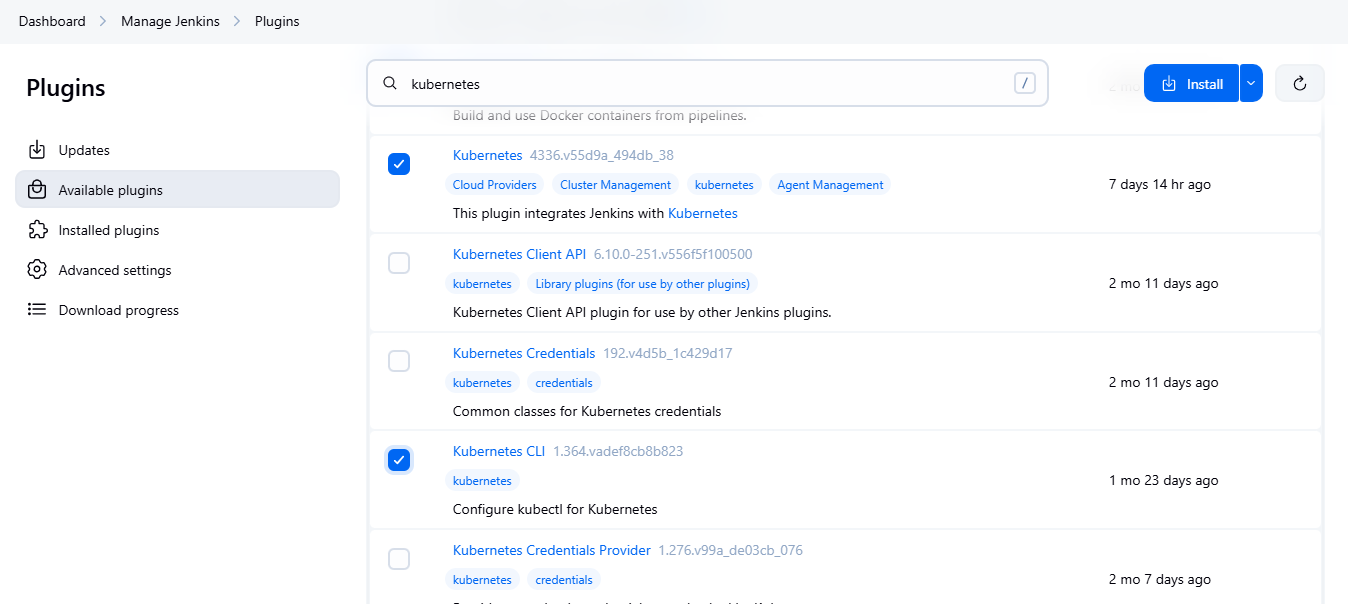 Dashboard > Manage Jenkins > Plugins
Plugins
Updates
Available plugins
Installed plugins
Advanced settings
Download progress
kubernetes
/
Install
Build and use Docker containers from pipelines.
Kubernetes 4336.v55d9a_494db_38
Cloud Providers Cluster Management kubernetes Agent Management
This plugin integrates Jenkins with Kubernetes
7 days 14 hr ago
Kubernetes Client API 6.10.0-251.v556f5f100500
kubernetes Library plugins (for use by other plugins)
Kubernetes Client API plugin for use by other Jenkins plugins.
2 mo 11 days ago
Kubernetes Credentials 192.v4d5b_1c429d17
kubernetes credentials
Common classes for Kubernetes credentials
2 mo 11 days ago
Kubernetes CLI 1.364.vadef8cb8b823
kubernetes
Configure kubectl for Kubernetes
1 mo 23 days ago
Kubernetes Credentials Provider 1.276.v99a_de03cb_076
kubernetes credentials
2 mo 7 days ago